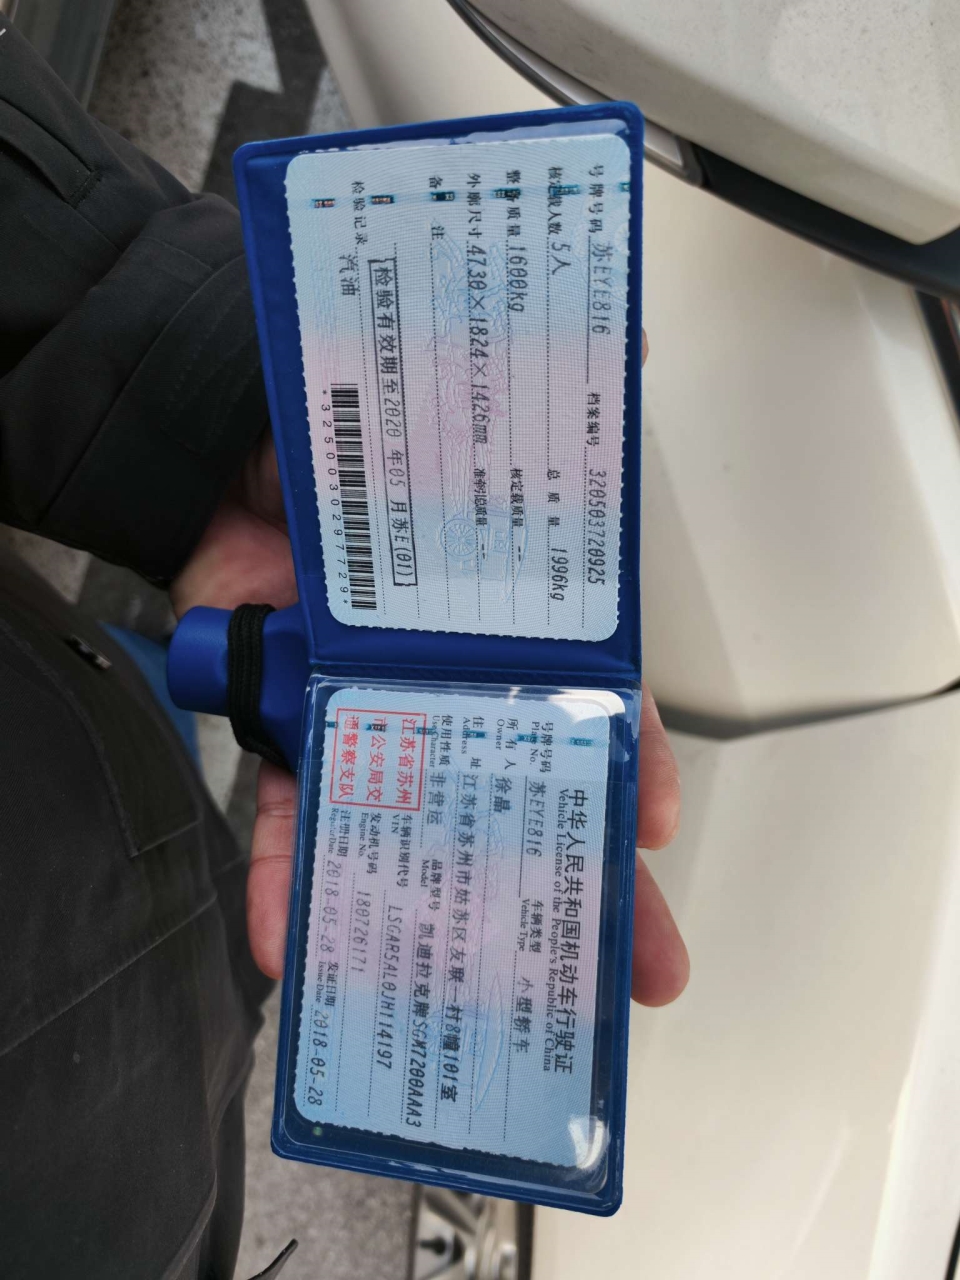 中华人民共和国机动车行驶证
Vehicle License of the People's Republic of China
号牌号码 苏EYE816 车辆类型 小型轿车
Plate No. Vehicle Type
所有人 徐晶
Owner
住址 江苏省苏州市姑苏区友联一村8幢101室
Address
使用性质 非营运 品牌型号 凯迪拉克牌SGM7200AAA3
Use Character Model
江苏省苏州
市公安局交
通警察支队
车辆识别代号 LSGAR5AL0JH114197
VIN
发动机号码 180726171
Engine No.
注册日期 2018-05-28 发证日期 2018-05-28
Register Date Issue Date
号牌号码 苏EYE816 档案编号 320503720925
核定载人数 5人 总质量 1996kg
整备质量 1600kg 核定载质量 --
外廓尺寸 4730×1824×1426mm 准牵引总质量 --
备注
检验有效期至2020年05月苏E(01)
检验记录 汽油
*3250030297729*